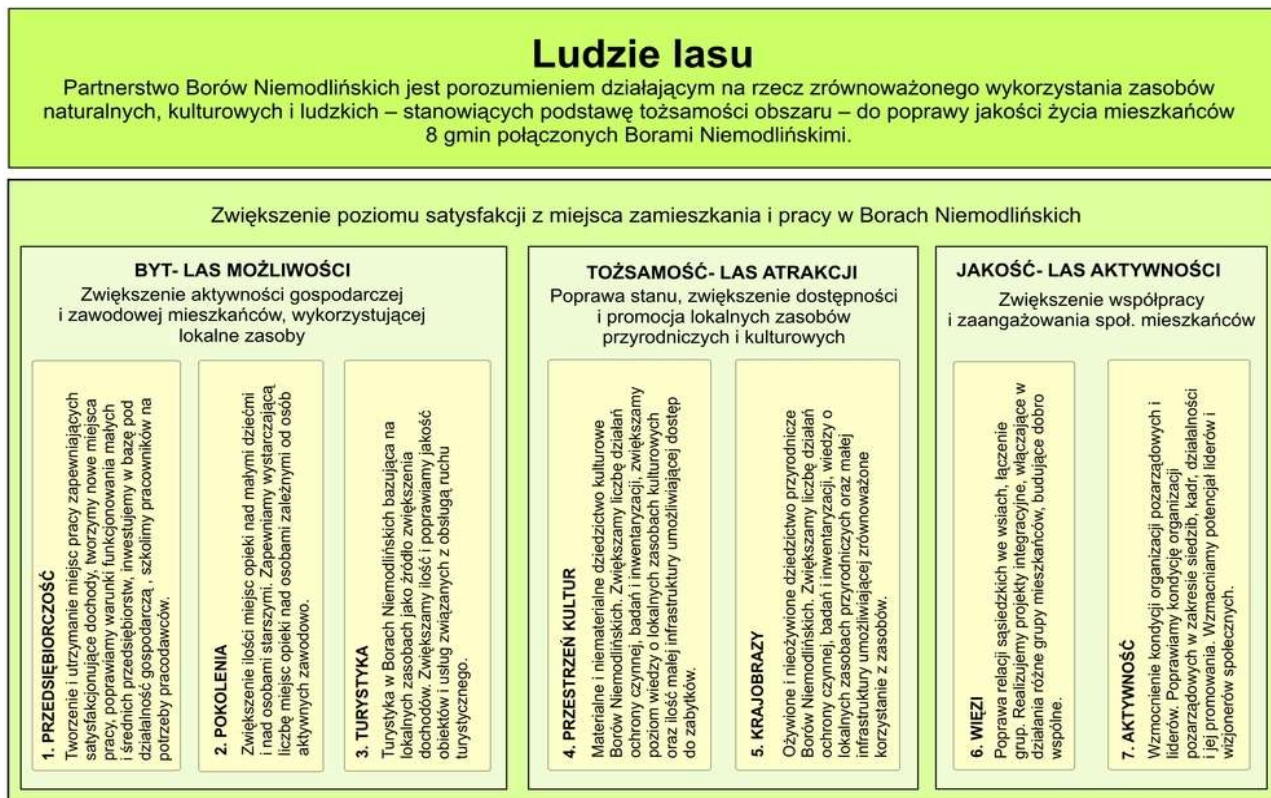 Ludzie lasu
Partnerstwo Borów Niemodlińskich jest porozumieniem działającym na rzecz zrównoważonego wykorzystania zasobów
naturalnych, kulturowych i ludzkich – stanowiących podstawę tożsamości obszaru – do poprawy jakości życia mieszkańców
8 gmin połączonych Borami Niemodlińskimi.
Zwiększenie poziomu satysfakcji z miejsca zamieszkania i pracy w Borach Niemodlińskich
BYT- LAS MOŻLIWOŚCI
Zwiększenie aktywności gospodarczej
i zawodowej mieszkańców, wykorzystującej
lokalne zasoby
1. PRZEDSIĘBIORCZOŚĆ
Tworzenie i utrzymanie miejsc pracy zapewniających
satysfakcjonujące dochody, tworzymy nowe miejsca
pracy, poprawiamy warunki funkcjonowania małych
i średnich przedsiębiorstw, inwestujemy w bazę pod
działalność gospodarczą , szkolimy pracowników na
potrzeby pracodawców.
2. POKOLENIA
Zwiększenie ilości miejsc opieki nad małymi dziećmi
i nad osobami starszymi. Zapewniamy wystarczającą
liczbę miejsc opieki nad osobami zależnymi od osób
aktywnych zawodowo.
3. TURYSTYKA
Turystyka w Borach Niemodlińskich bazująca na
lokalnych zasobach jako źródło zwiększenia
dochodów. Zwiększamy ilość i poprawiamy jakość
obiektów i usług związanych z obsługą ruchu
turystycznego.
TOŻSAMOŚĆ- LAS ATRAKCJI
Poprawa stanu, zwiększenie dostępności
i promocja lokalnych zasobów
przyrodniczych i kulturowych
4. PRZESTRZEŃ KULTUR
Materialne i niematerialne dziedzictwo kulturowe
Borów Niemodlińskich. Zwiększamy liczbę działań
ochrony czynnej, badań i inwentaryzacji, zwiększamy
poziom wiedzy o lokalnych zasobach kulturowych
oraz ilość małej infrastruktury umożliwiającej dostęp
do zabytków.
5. KRAJOBRAZY
Ożywione i nieożywione dziedzictwo przyrodnicze
Borów Niemodlińskich. Zwiększamy liczbę działań
ochrony czynnej, badań i inwentaryzacji, wiedzy o
lokalnych zasobach przyrodniczych oraz małej
infrastruktury umożliwiającej zrównoważone
korzystanie z zasobów.
JAKOŚĆ- LAS AKTYWNOŚCI
Zwiększenie współpracy
i zaangażowania społ. mieszkańców
6. WIĘZI
Poprawa relacji sąsiedzkich we wsiach, łączenie
grup. Realizujemy projekty integracyjne, włączające w
działania różne grupy mieszkańców, budujące dobro
wspólne.
7. AKTYWNOŚĆ
Wzmocnienie kondycji organizacji pozarządowych i
liderów. Poprawiamy kondycję organizacji
pozarządowych w zakresie siedzib, kadr, działalności
i jej promowania. Wzmacniamy potencjał liderów i
wizjonerów społecznych.